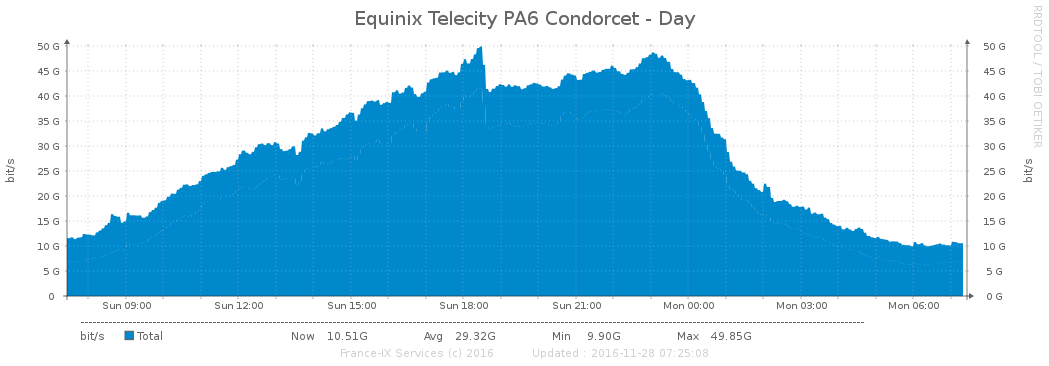 Equinix Telecity PA6 Condorcet - Day
RRDTOOL / TOBI OETIKER
bit/s
50 G 50 G
45 G 45 G
40 G 40 G
35 G 35 G
30 G 30 G
25 G 25 G
20 G 20 G
15 G 15 G
10 G 10 G
5 G 5 G
0 0 G
bit/s
Sun 09:00 Sun 12:00 Sun 15:00 Sun 18:00 Sun 21:00 Mon 00:00 Mon 03:00 Mon 06:00
bit/s Total Now 10.51G Avg 29.32G Min 9.90G Max 49.85G
France-IX Services (c) 2016 Updated : 2016-11-28 07:25:08